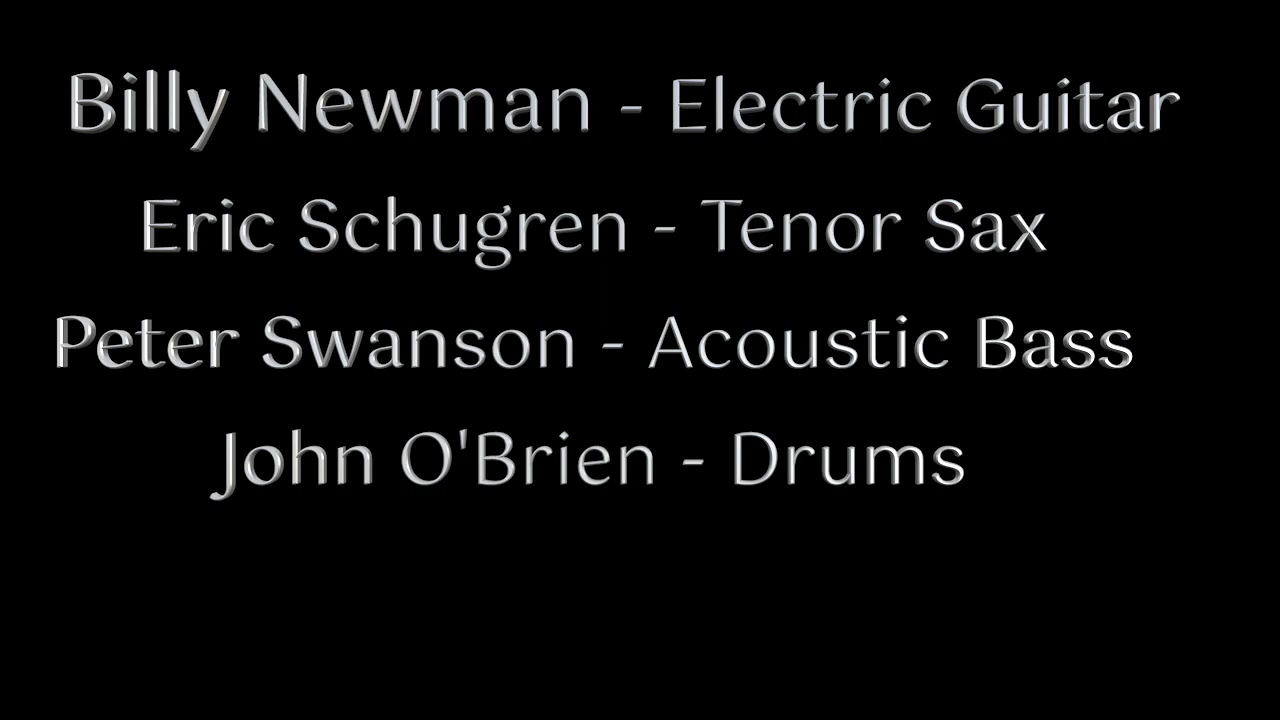 Billy Newman - Electric Guitar
Eric Schugren - Tenor Sax
Peter Swanson - Acoustic Bass
John O'Brien - Drums